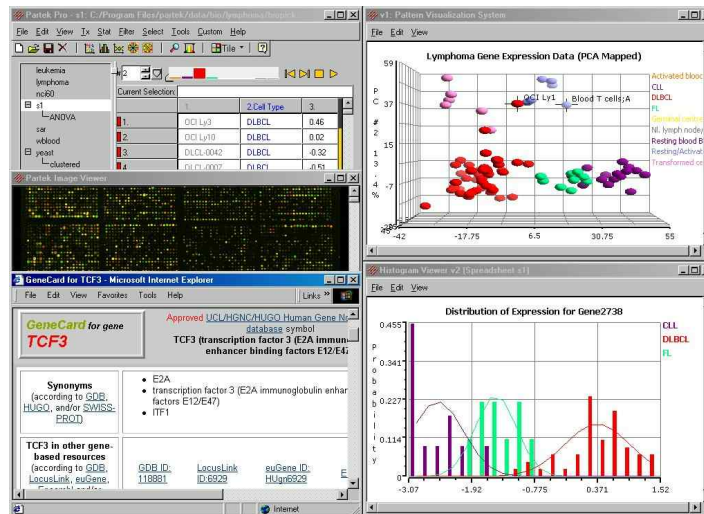 Partek Pro - s1: C:/Program Files/partek/data/bio/lymphoma/
File Edit View Tx Stat Filter Select Tools Custom Help
Tile
leukemia
lymphoma
nci60
s1
ANOVA
sar
wblood
yeast
clustered
2
Current Selection:
1. 2.Cell Type 3.
1. OCI Ly3 DLBCL 0.46
2. OCI Ly10 DLBCL 0.02
3. DLCL-0042 DLBCL -0.32
4. DLCL-0007 DLBCL -0.51
Partek Image Viewer
GeneCard for TCF3 - Microsoft Internet Explorer
File Edit View Favorites Tools Help Links »
GeneCard for gene
TCF3
Approved UCL/HGNC/HUGO Human Gene
database symbol
TCF3 (transcription factor 3 (E2A immun
enhancer binding factors E12/E47
Synonyms
(according to GDB,
HUGO, and/or SWISS-
PROT)
E2A
transcription factor 3 (E2A immunoglobulin enhan
factors E12/E47)
ITF1
TCF3 in other gene-
based resources
(according to GDB,
LocusLink, euGene,
GDB ID:
118881
LocusLink
ID:6929
euGene ID:
HUgn6929
Internet
v1: Pattern Visualization System
File Edit View
Lymphoma Gene Expression Data (PCA Mapped)
59
37
15
-7
PC #2 13.4%
OCI Ly1
Blood T cells;A
Activated blood
CLL
DLBCL
FL
Germinal centre
Nl. lymph node/
Resting blood B
Resting/Activat
Transformed ce
-42 -17.75 6.5 30.75 55
Histogram Viewer v2 (Spreadsheet s1)
File Edit View
Distribution of Expression for Gene2738
Probability
0.455
0.341
0.227
0.114
0
CLL
DLBCL
FL
-3.07 -1.92 -0.775 0.371 1.52